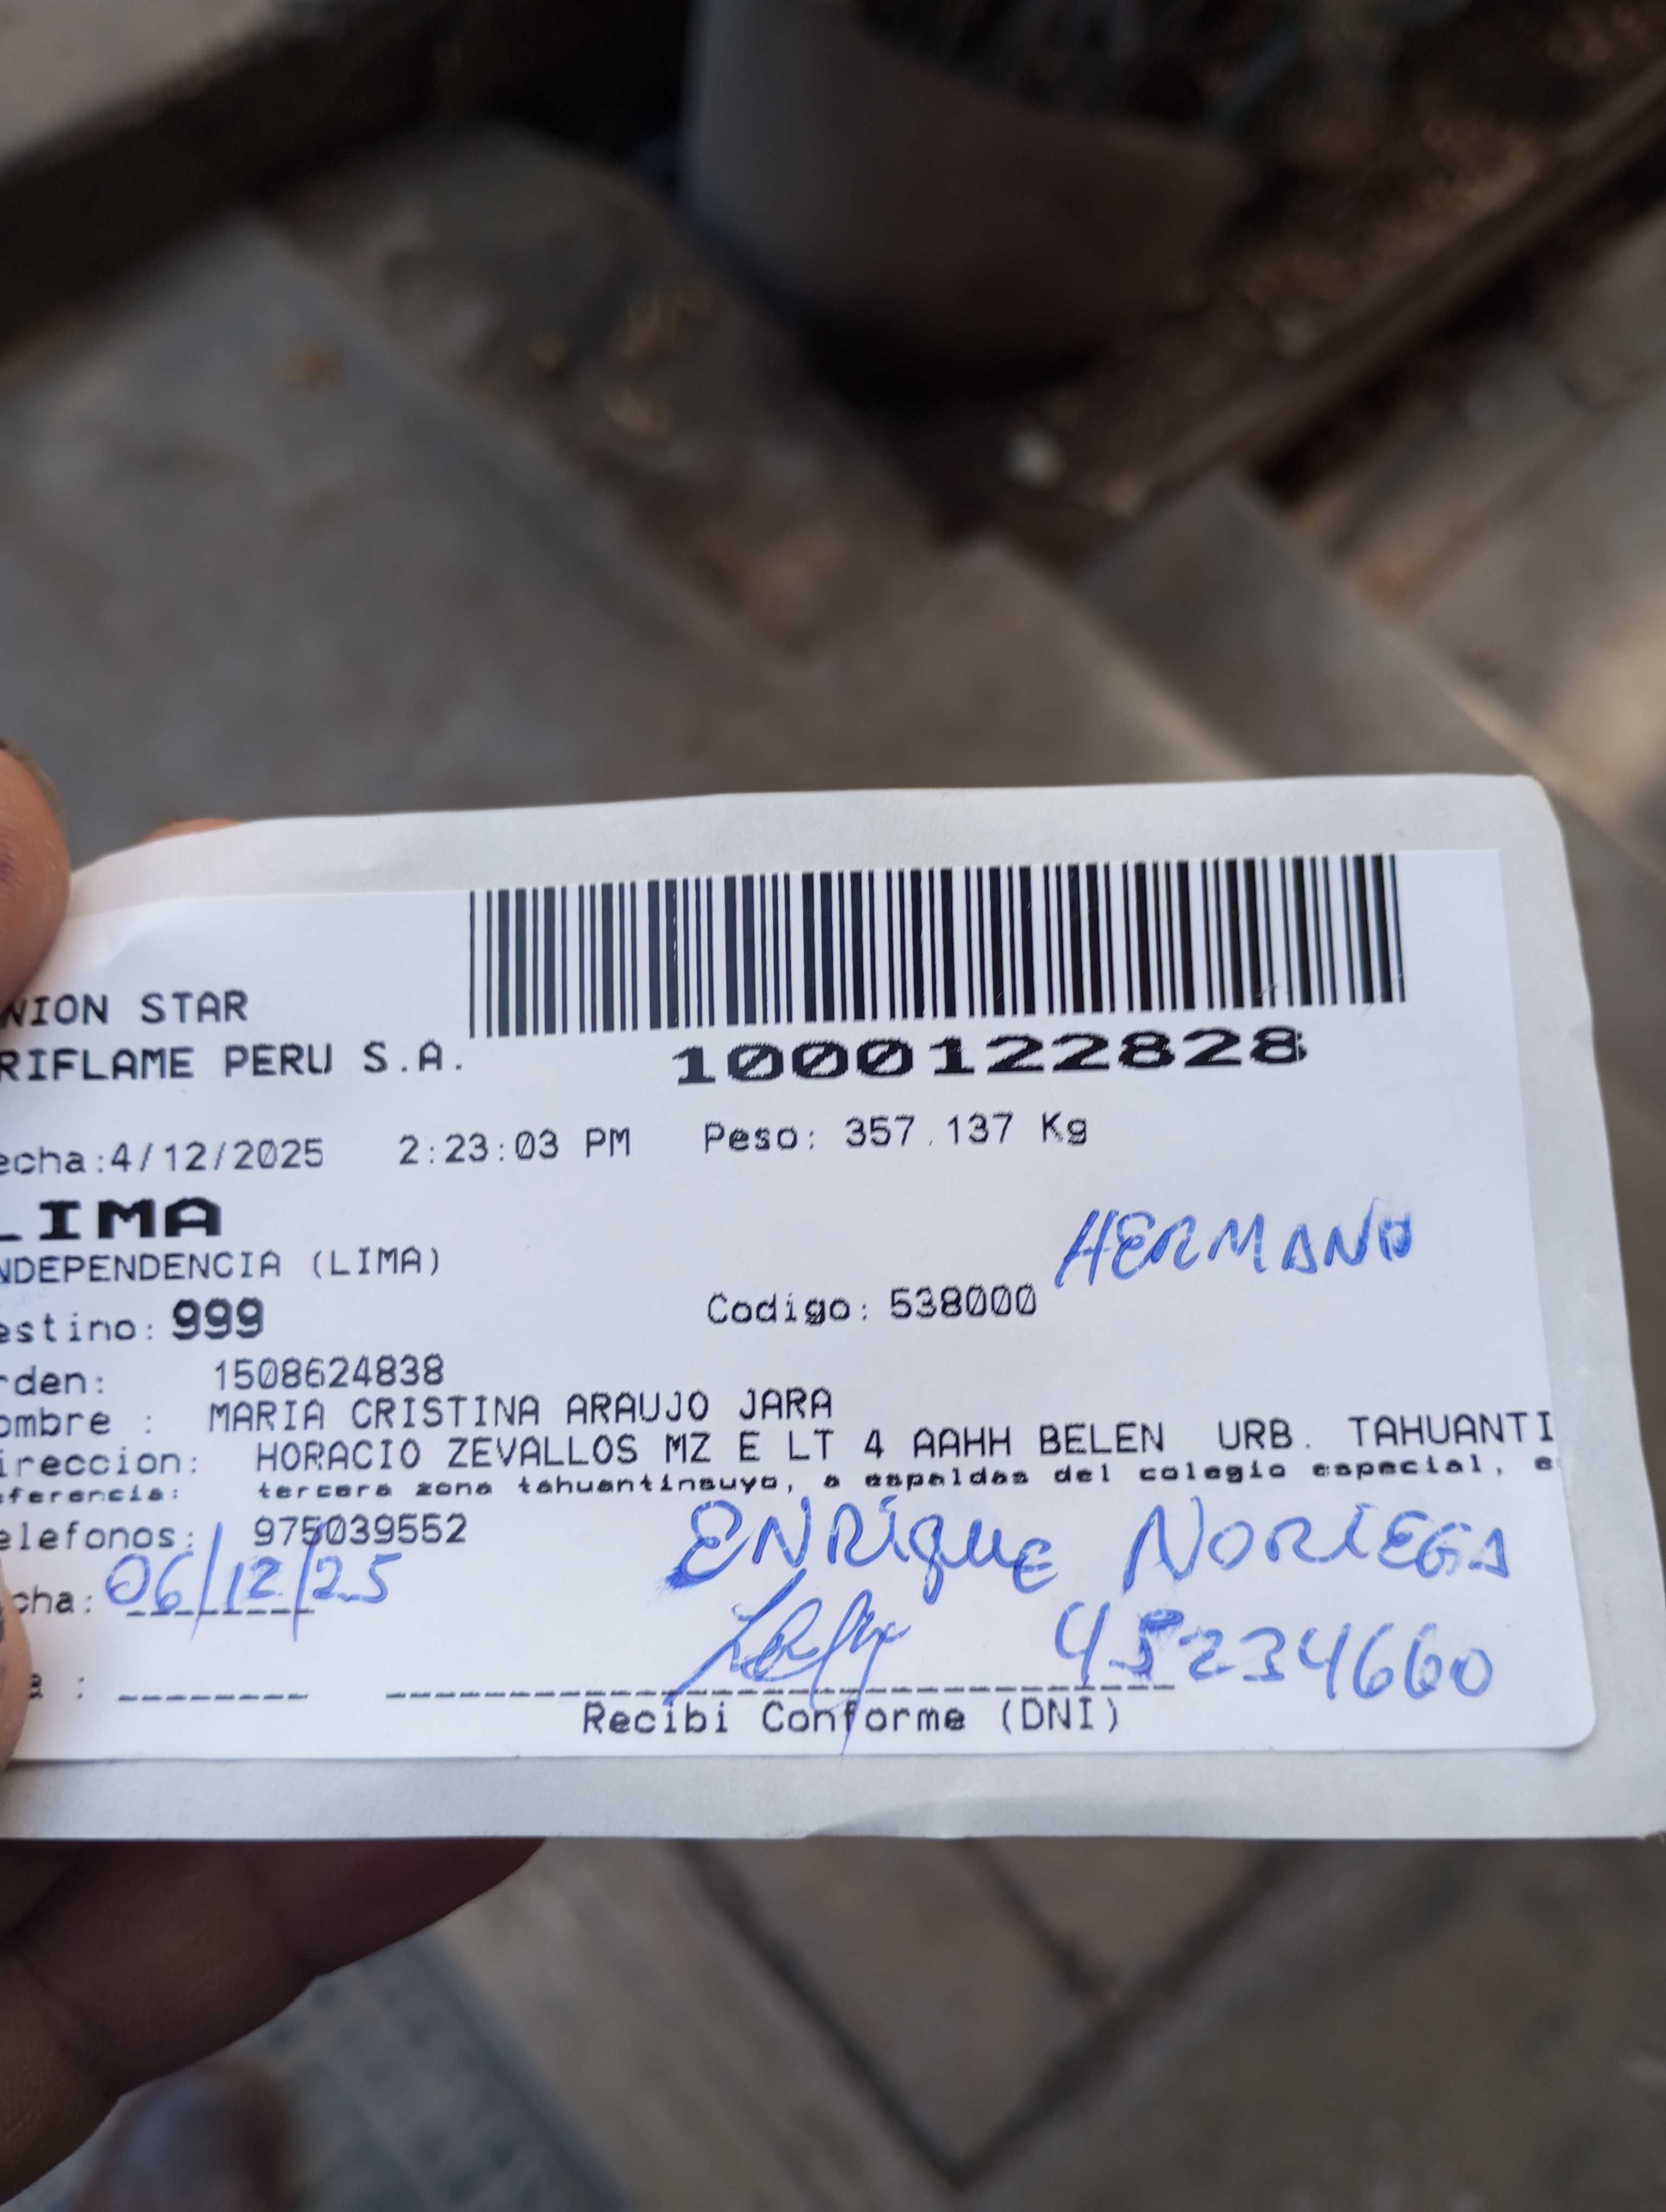 NION STAR
RIFLAME PERU S.A.
1000122828
echa:4/12/2025 2:23:03 PM Peso: 357.137 Kg
LIMA
NDEPENDENCIA (LIMA)
HERMANO
estino: 999 Codigo: 538000
rden: 1508624838
ombre : MARIA CRISTINA ARAUJO JARA
ireccion: HORACIO ZEVALLOS MZ E LT 4 AAHH BELEN URB. TAHUANTI
ferencia: tercera zona tahuantinsuyo, a espaldas del colegio especial, e
elefonos: 975039552
ENRIQUE NORIEGA
cha: 06/12/25
45234660
Recibi Conforme (DNI)